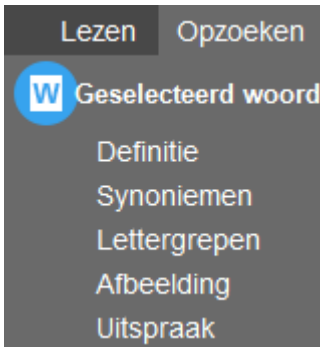 Lezen Opzoeken
W Geselecteerd woord
Definitie
Synoniemen
Lettergrepen
Afbeelding
Uitspraak